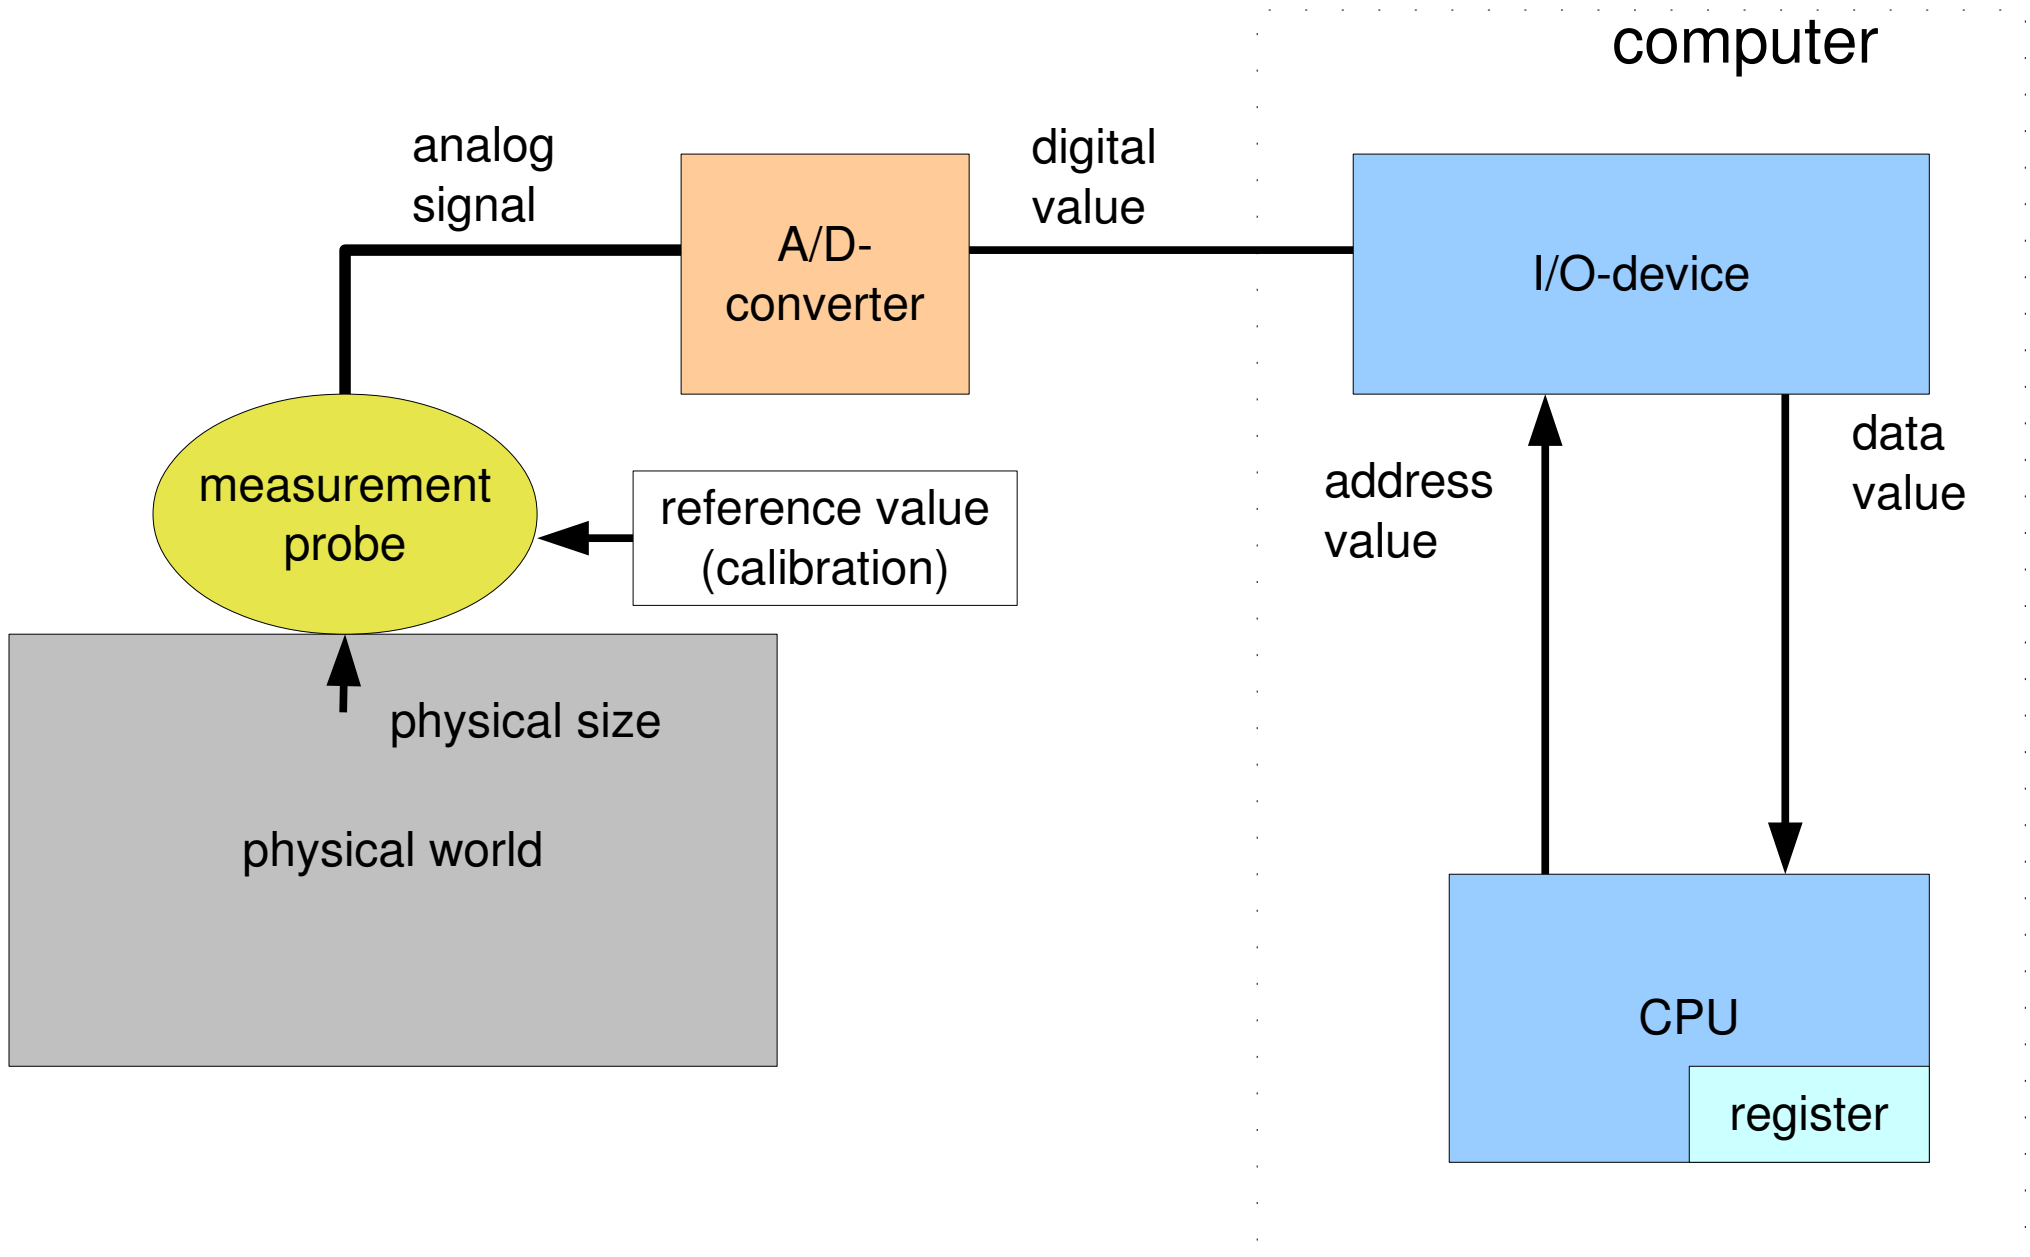 computer
analog
signal
digital
value
A/D-
converter
I/O-device
measurement
probe
reference value
(calibration)
address
value
data
value
physical size
physical world
CPU
register